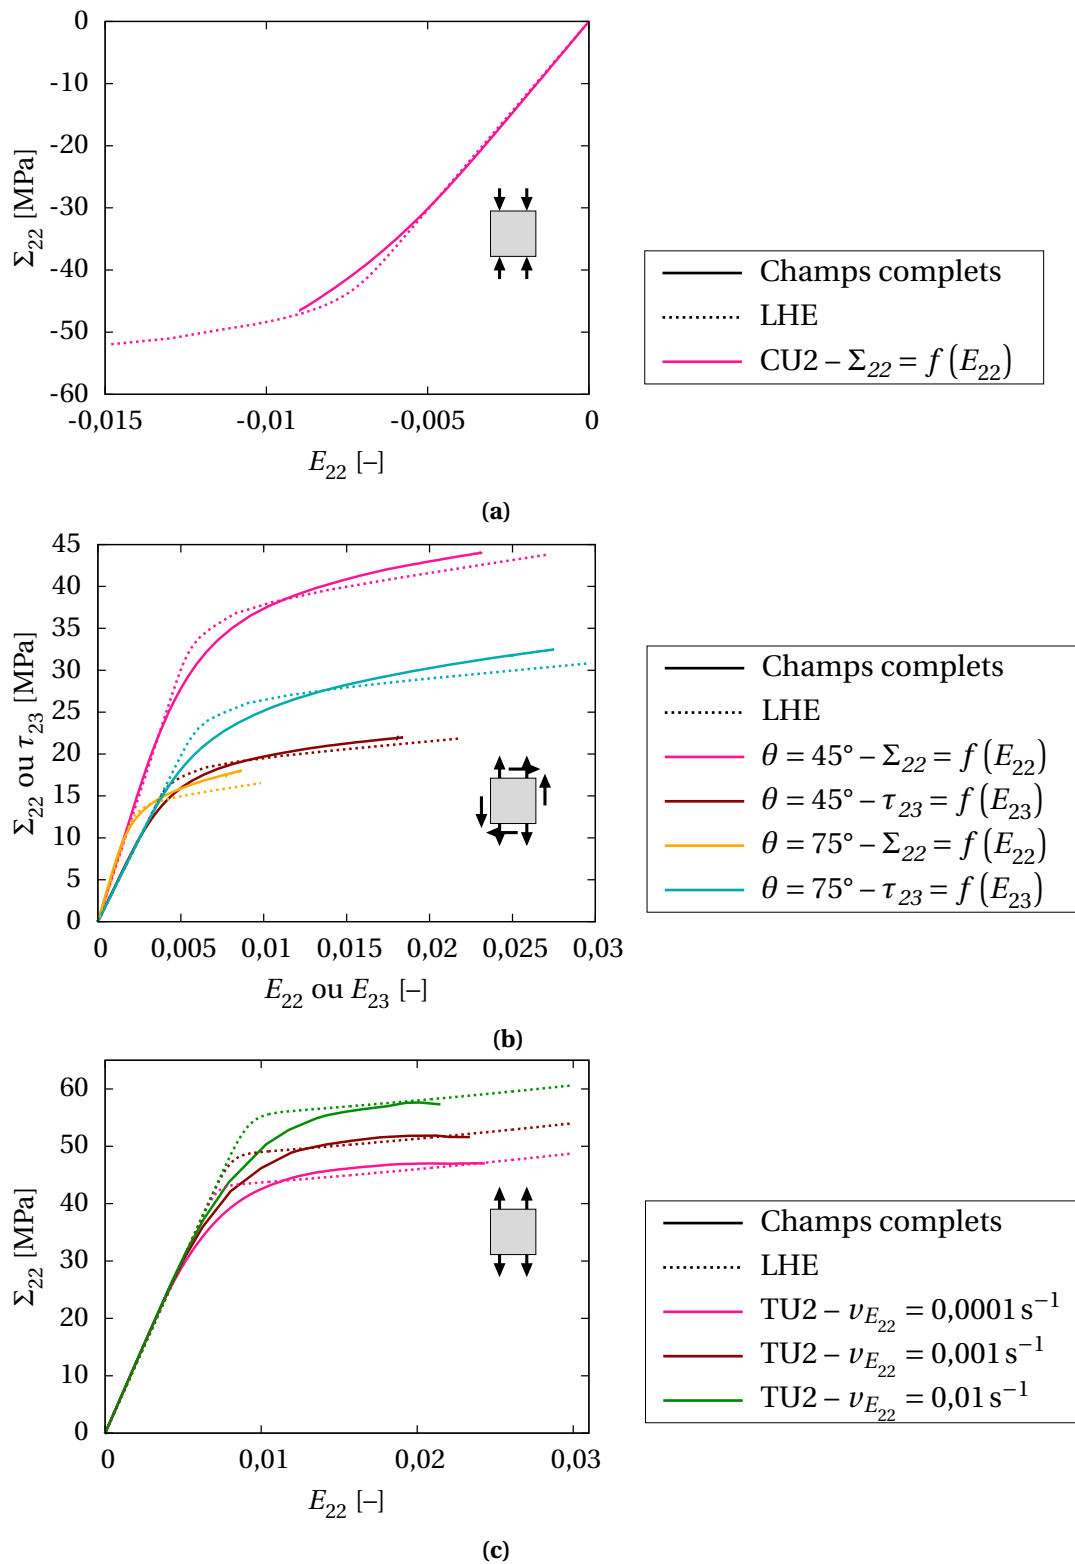 0
-10
-20
-30
-40
-50
-60
-0,015 -0,01 -0,005 0
Σ22 [MPa]
E22 [–]
Champs complets
LHE
CU2 – Σ22 = f (E22)
(a)
45
40
35
30
25
20
15
10
5
0
0 0,005 0,01 0,015 0,02 0,025 0,03
Σ22 ou τ23 [MPa]
E22 ou E23 [–]
Champs complets
LHE
θ = 45° – Σ22 = f (E22)
θ = 45° – τ23 = f (E23)
θ = 75° – Σ22 = f (E22)
θ = 75° – τ23 = f (E23)
(b)
60
50
40
30
20
10
0
0 0,01 0,02 0,03
Σ22 [MPa]
E22 [–]
Champs complets
LHE
TU2 – vE22 = 0,0001 s−1
TU2 – vE22 = 0,001 s−1
TU2 – vE22 = 0,01 s−1
(c)